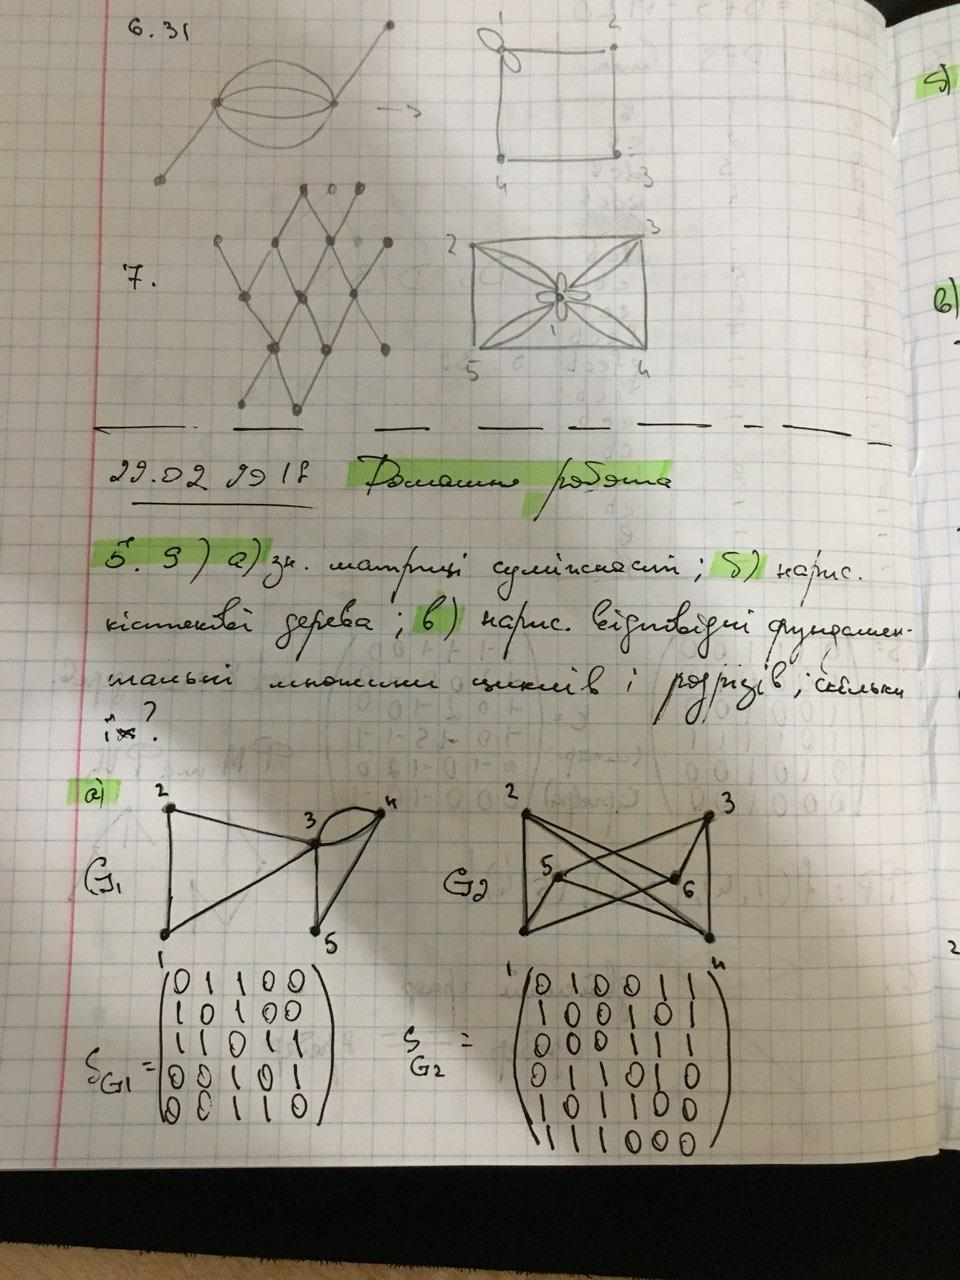 6.31
1 2
4 3
7.
2 3
1
5 4
22.02 2018 Домашня робота
5. 9) а) зн. матриці суміжності; б) нарис.
кістякові дерева; в) нарис. відповідні фундамен-
тальні множини циклів і розрізів; скільки
їх?
а)
2 3 4 2 3
G1 G2 5 6
1 5 1 4
0 1 1 0 0
1 0 1 0 0
1 1 0 1 1
0 0 1 0 1
0 0 1 1 0
S G1 =
0 1 0 0 1 1
1 0 0 1 0 1
0 0 0 1 1 1
0 1 1 0 1 0
1 0 1 1 0 0
1 1 1 0 0 0
S G2 =
б)
в)
2